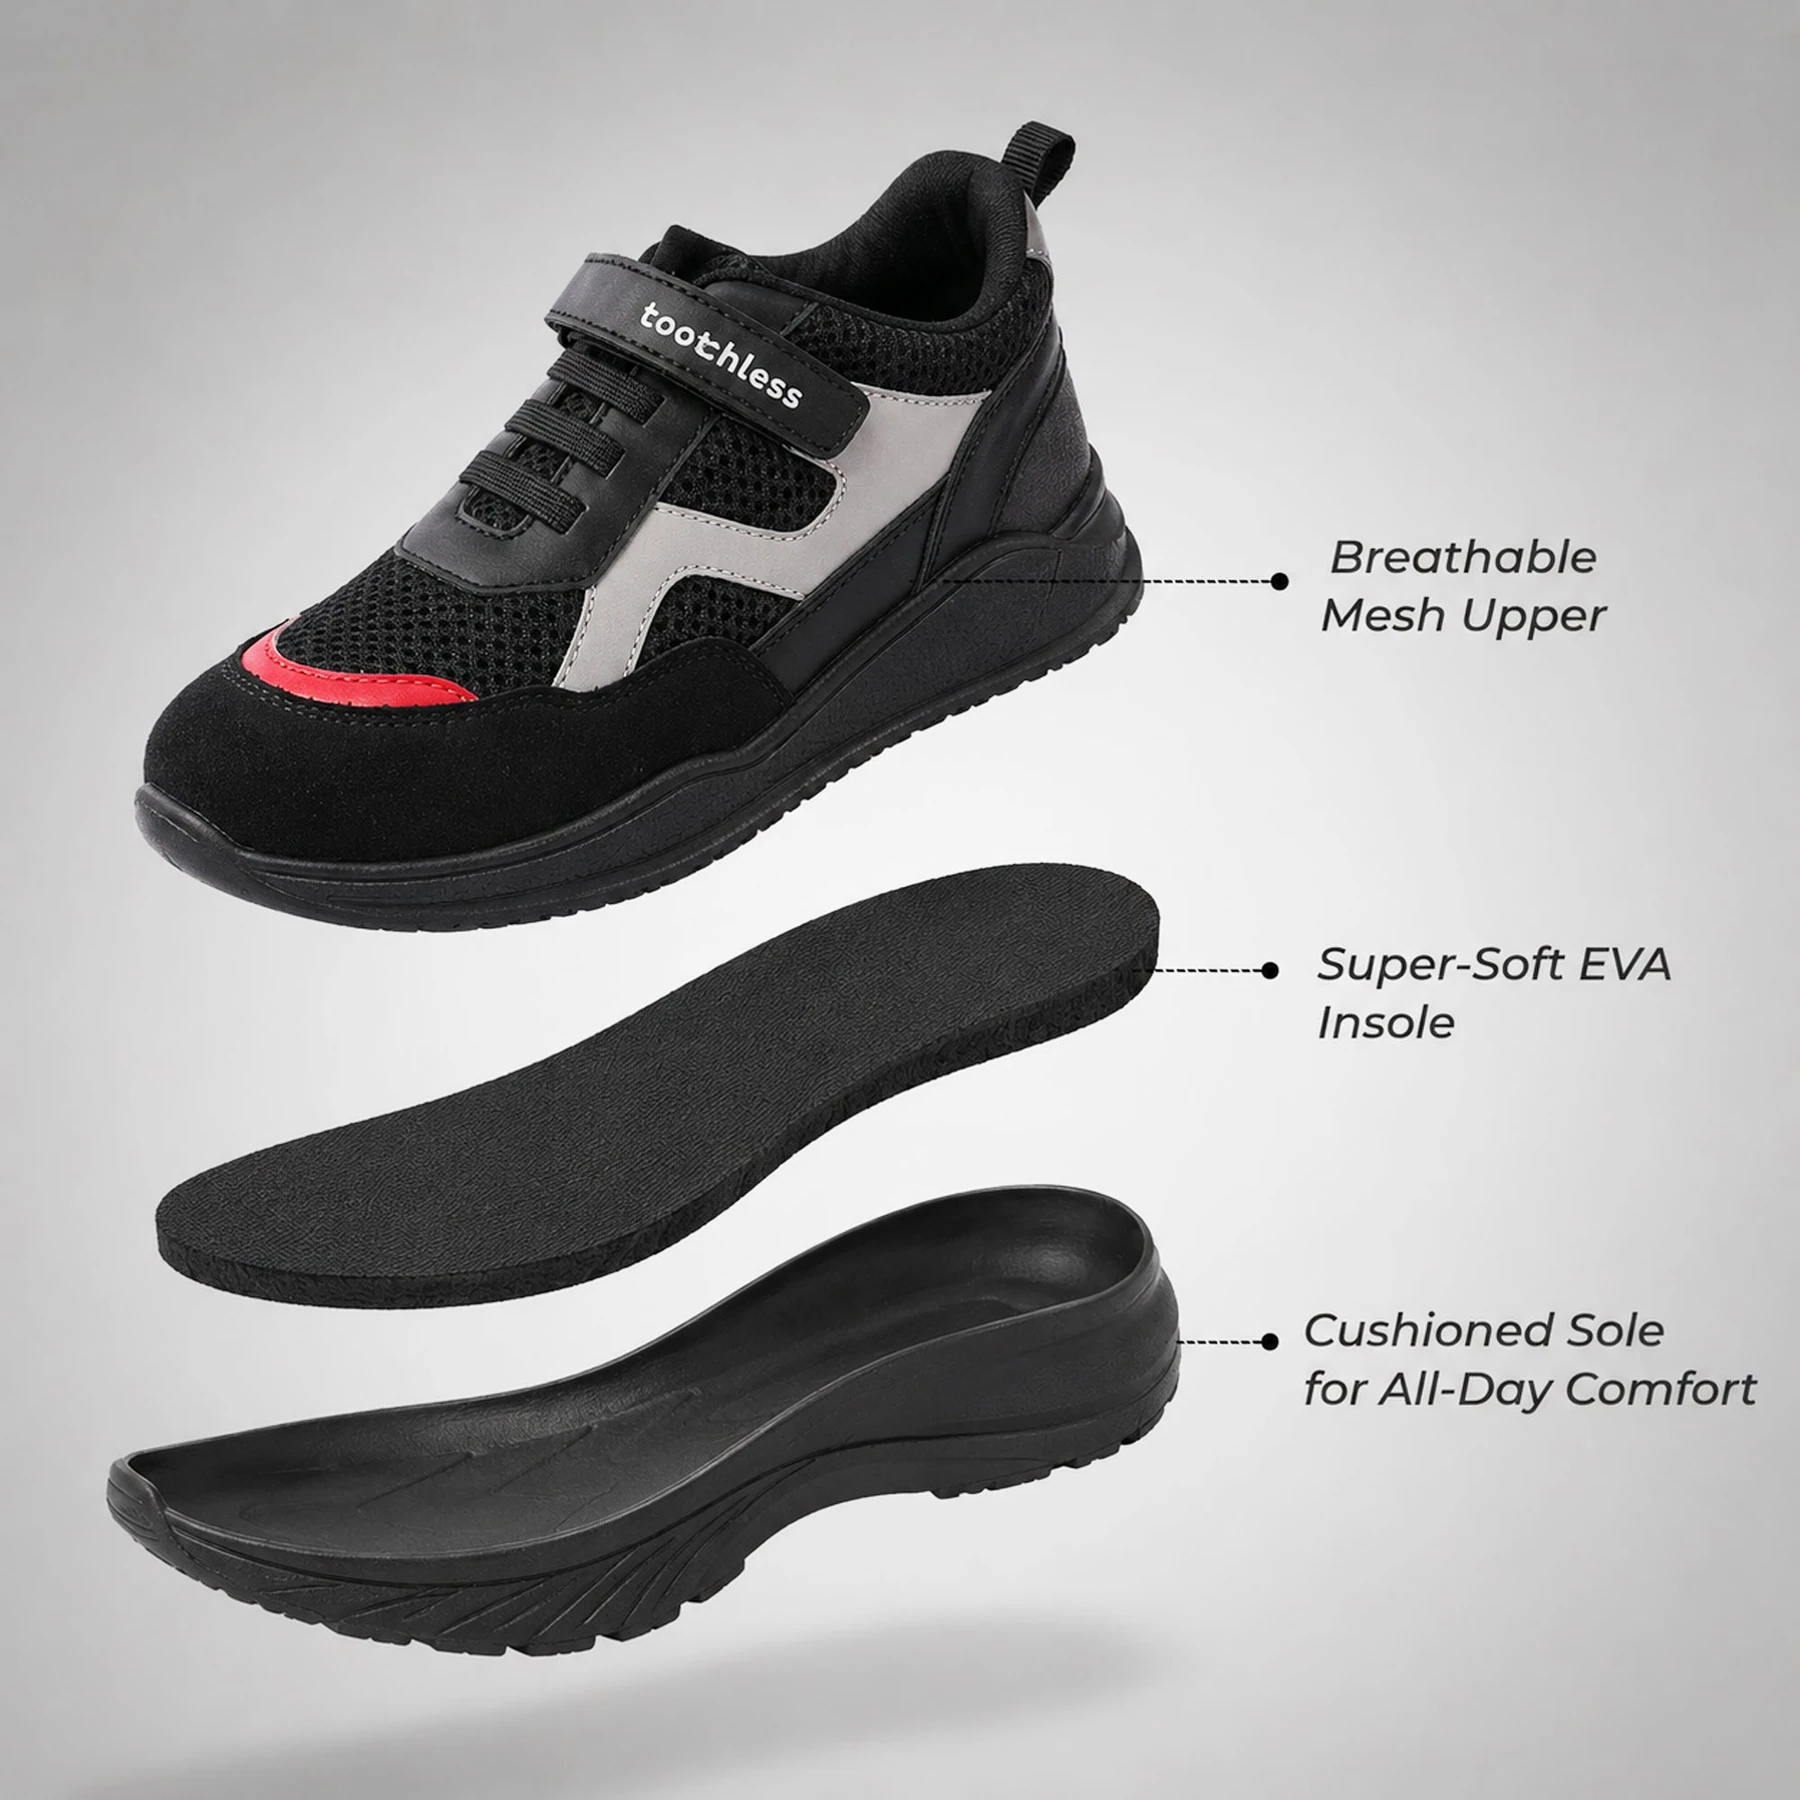 toothless
Breathable
Mesh Upper
Super-Soft EVA
Insole
Cushioned Sole
for All-Day Comfort